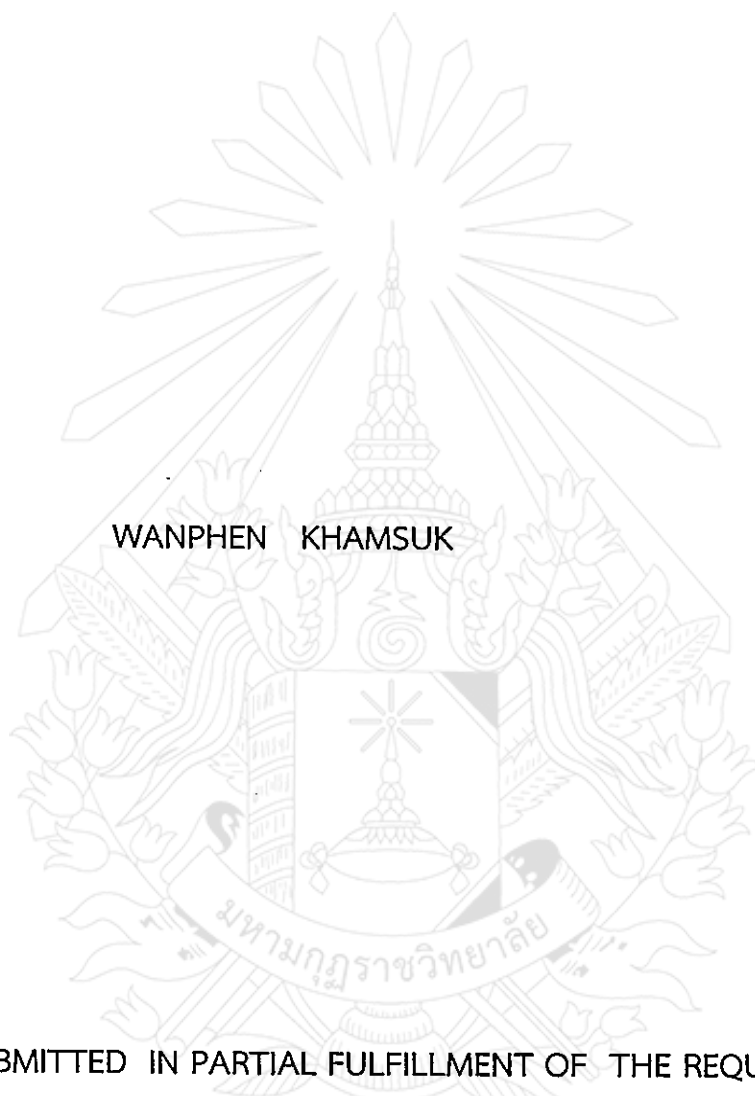 WANPHEN KHAMSUK
มหามกุฏราชวิทยาลัย
BMITTED IN PARTIAL FULFILLMENT OF THE REQU